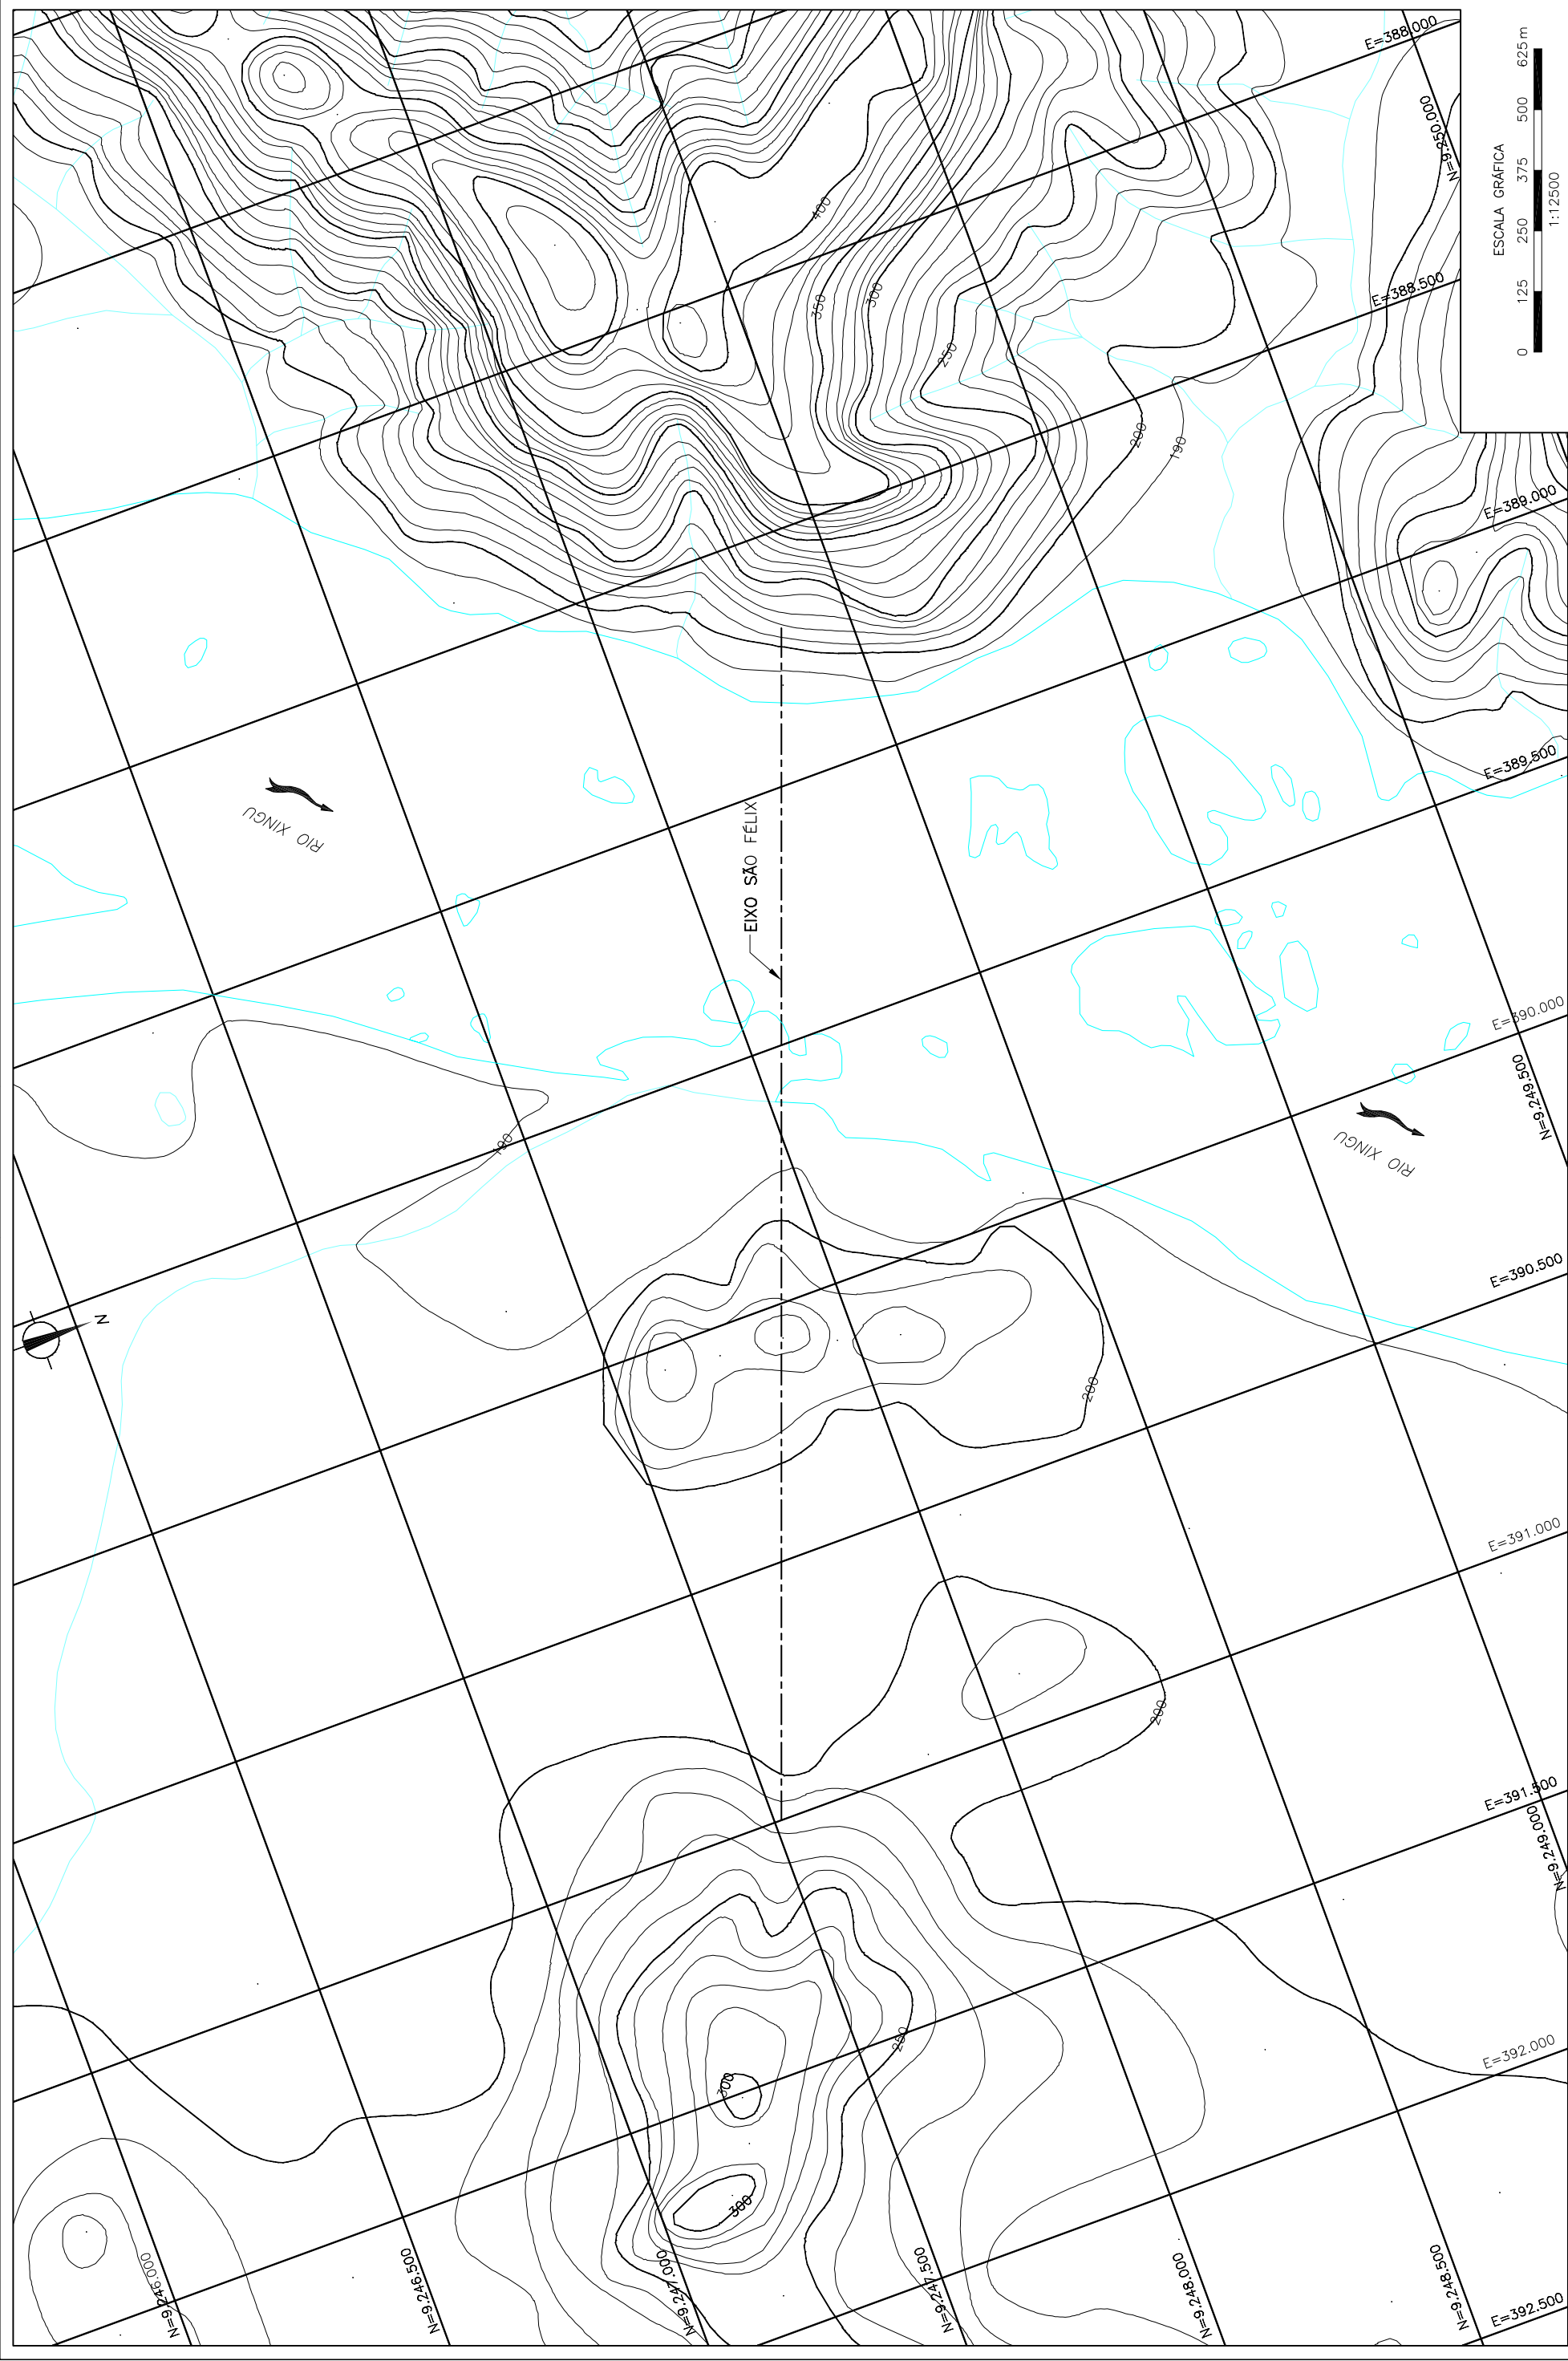 E=388.000
N=9.250.000
ESCALA GRÁFICA
0 125 250 375 500 625 m
1:12500
E=388.500
400
350
300
250
200
190
E=389.000
E=389.500
RIO XINGU
EIXO SÃO FÉLIX
E=390.000
N=9.249.500
RIO XINGU
190
N
E=390.500
200
E=391.000
200
E=391.500
N=9.249.000
250
E=392.000
300
300
N=9.246.000
N=9.246.500
N=9.247.000
N=9.247.500
N=9.248.000
N=9.248.500
E=392.500